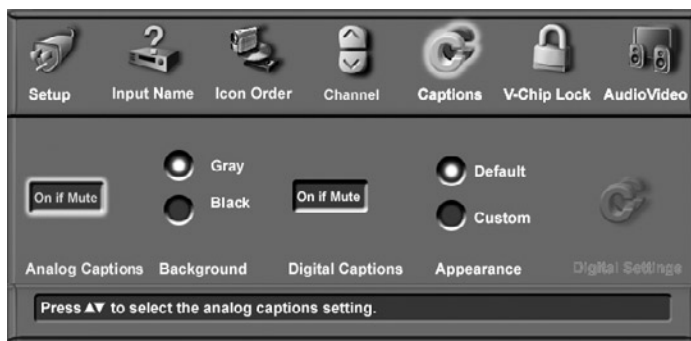 Setup
Input Name
Icon Order
Channel
Captions
V-Chip Lock
AudioVideo
On if Mute
Gray
Black
On if Mute
Default
Custom
Analog Captions
Background
Digital Captions
Appearance
Digital Settings
Press ▲▼ to select the analog captions setting.